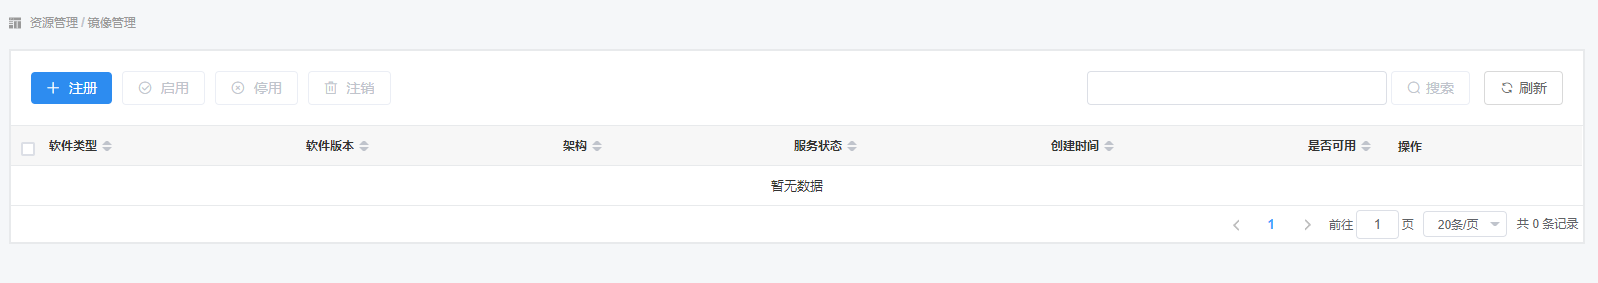 资源管理 / 镜像管理
注册 启用 停用 注销 搜索 刷新
软件类型 软件版本 架构 服务状态 创建时间 是否可用 操作
暂无数据
1 前往 1 页 20条/页 共 0 条记录